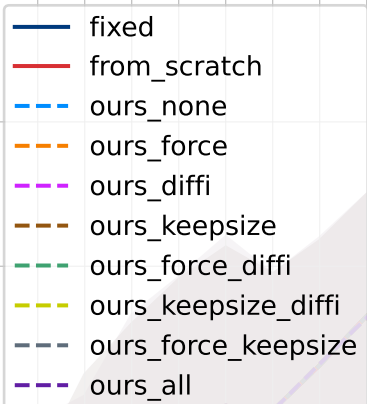 fixed
from_scratch
ours_none
ours_force
ours_diffi
ours_keepsize
ours_force_diffi
ours_keepsize_diffi
ours_force_keepsize
ours_all